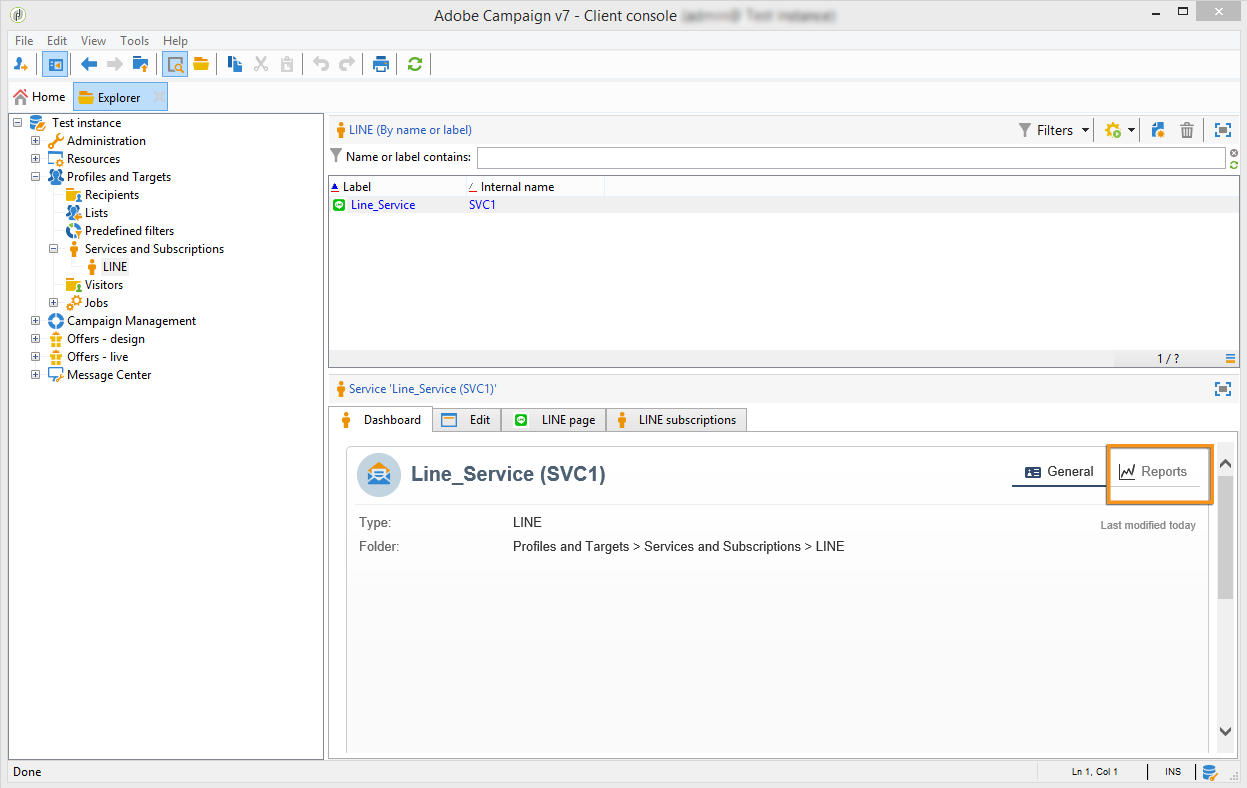 Adobe Campaign v7 - Client console
File Edit View Tools Help
Home Explorer
Test instance
Administration
Resources
Profiles and Targets
Recipients
Lists
Predefined filters
Services and Subscriptions
LINE
Visitors
Jobs
Campaign Management
Offers - design
Offers - live
Message Center
LINE (By name or label)
Filters
Name or label contains:
Label Internal name
Line_Service SVC1
1 / ?
Service 'Line_Service (SVC1)'
Dashboard Edit LINE page LINE subscriptions
Line_Service (SVC1)
General Reports
Type: LINE
Last modified today
Folder: Profiles and Targets > Services and Subscriptions > LINE
Done
Ln 1, Col 1 INS